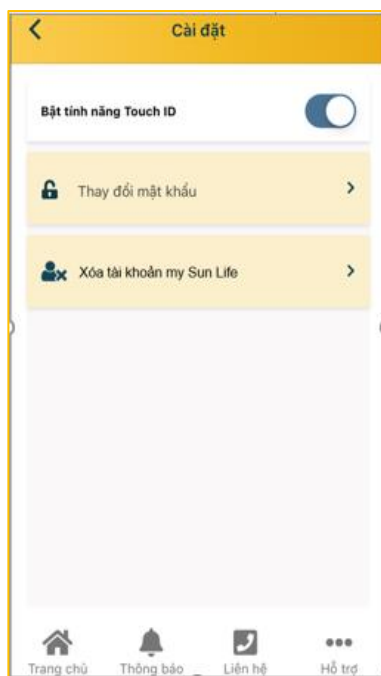 Cài đặt
Bật tính năng Touch ID
Thay đổi mật khẩu
Xóa tài khoản my Sun Life
Trang chủ
Thông báo
Liên hệ
Hỗ trợ